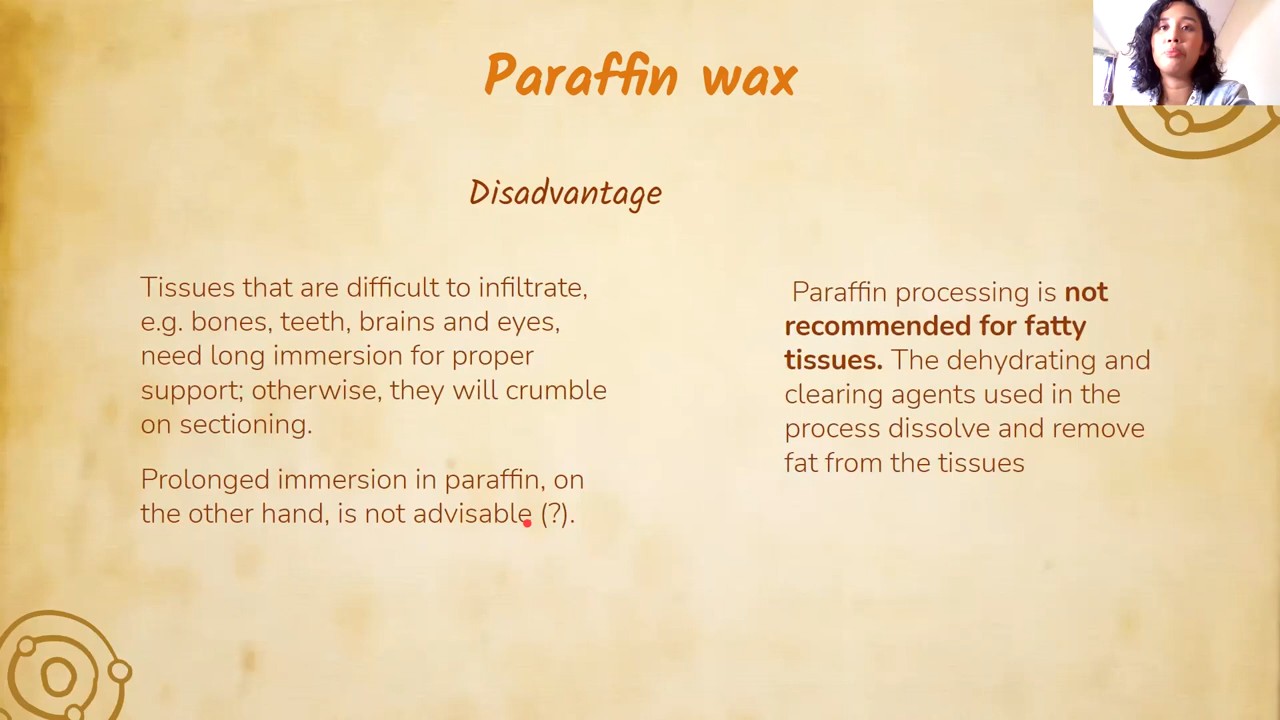 Paraffin wax
Disadvantage
Tissues that are difficult to infiltrate,
e.g. bones, teeth, brains and eyes,
need long immersion for proper
support; otherwise, they will crumble
on sectioning.
Prolonged immersion in paraffin, on
the other hand, is not advisable (?).
Paraffin processing is not
recommended for fatty
tissues. The dehydrating and
clearing agents used in the
process dissolve and remove
fat from the tissues